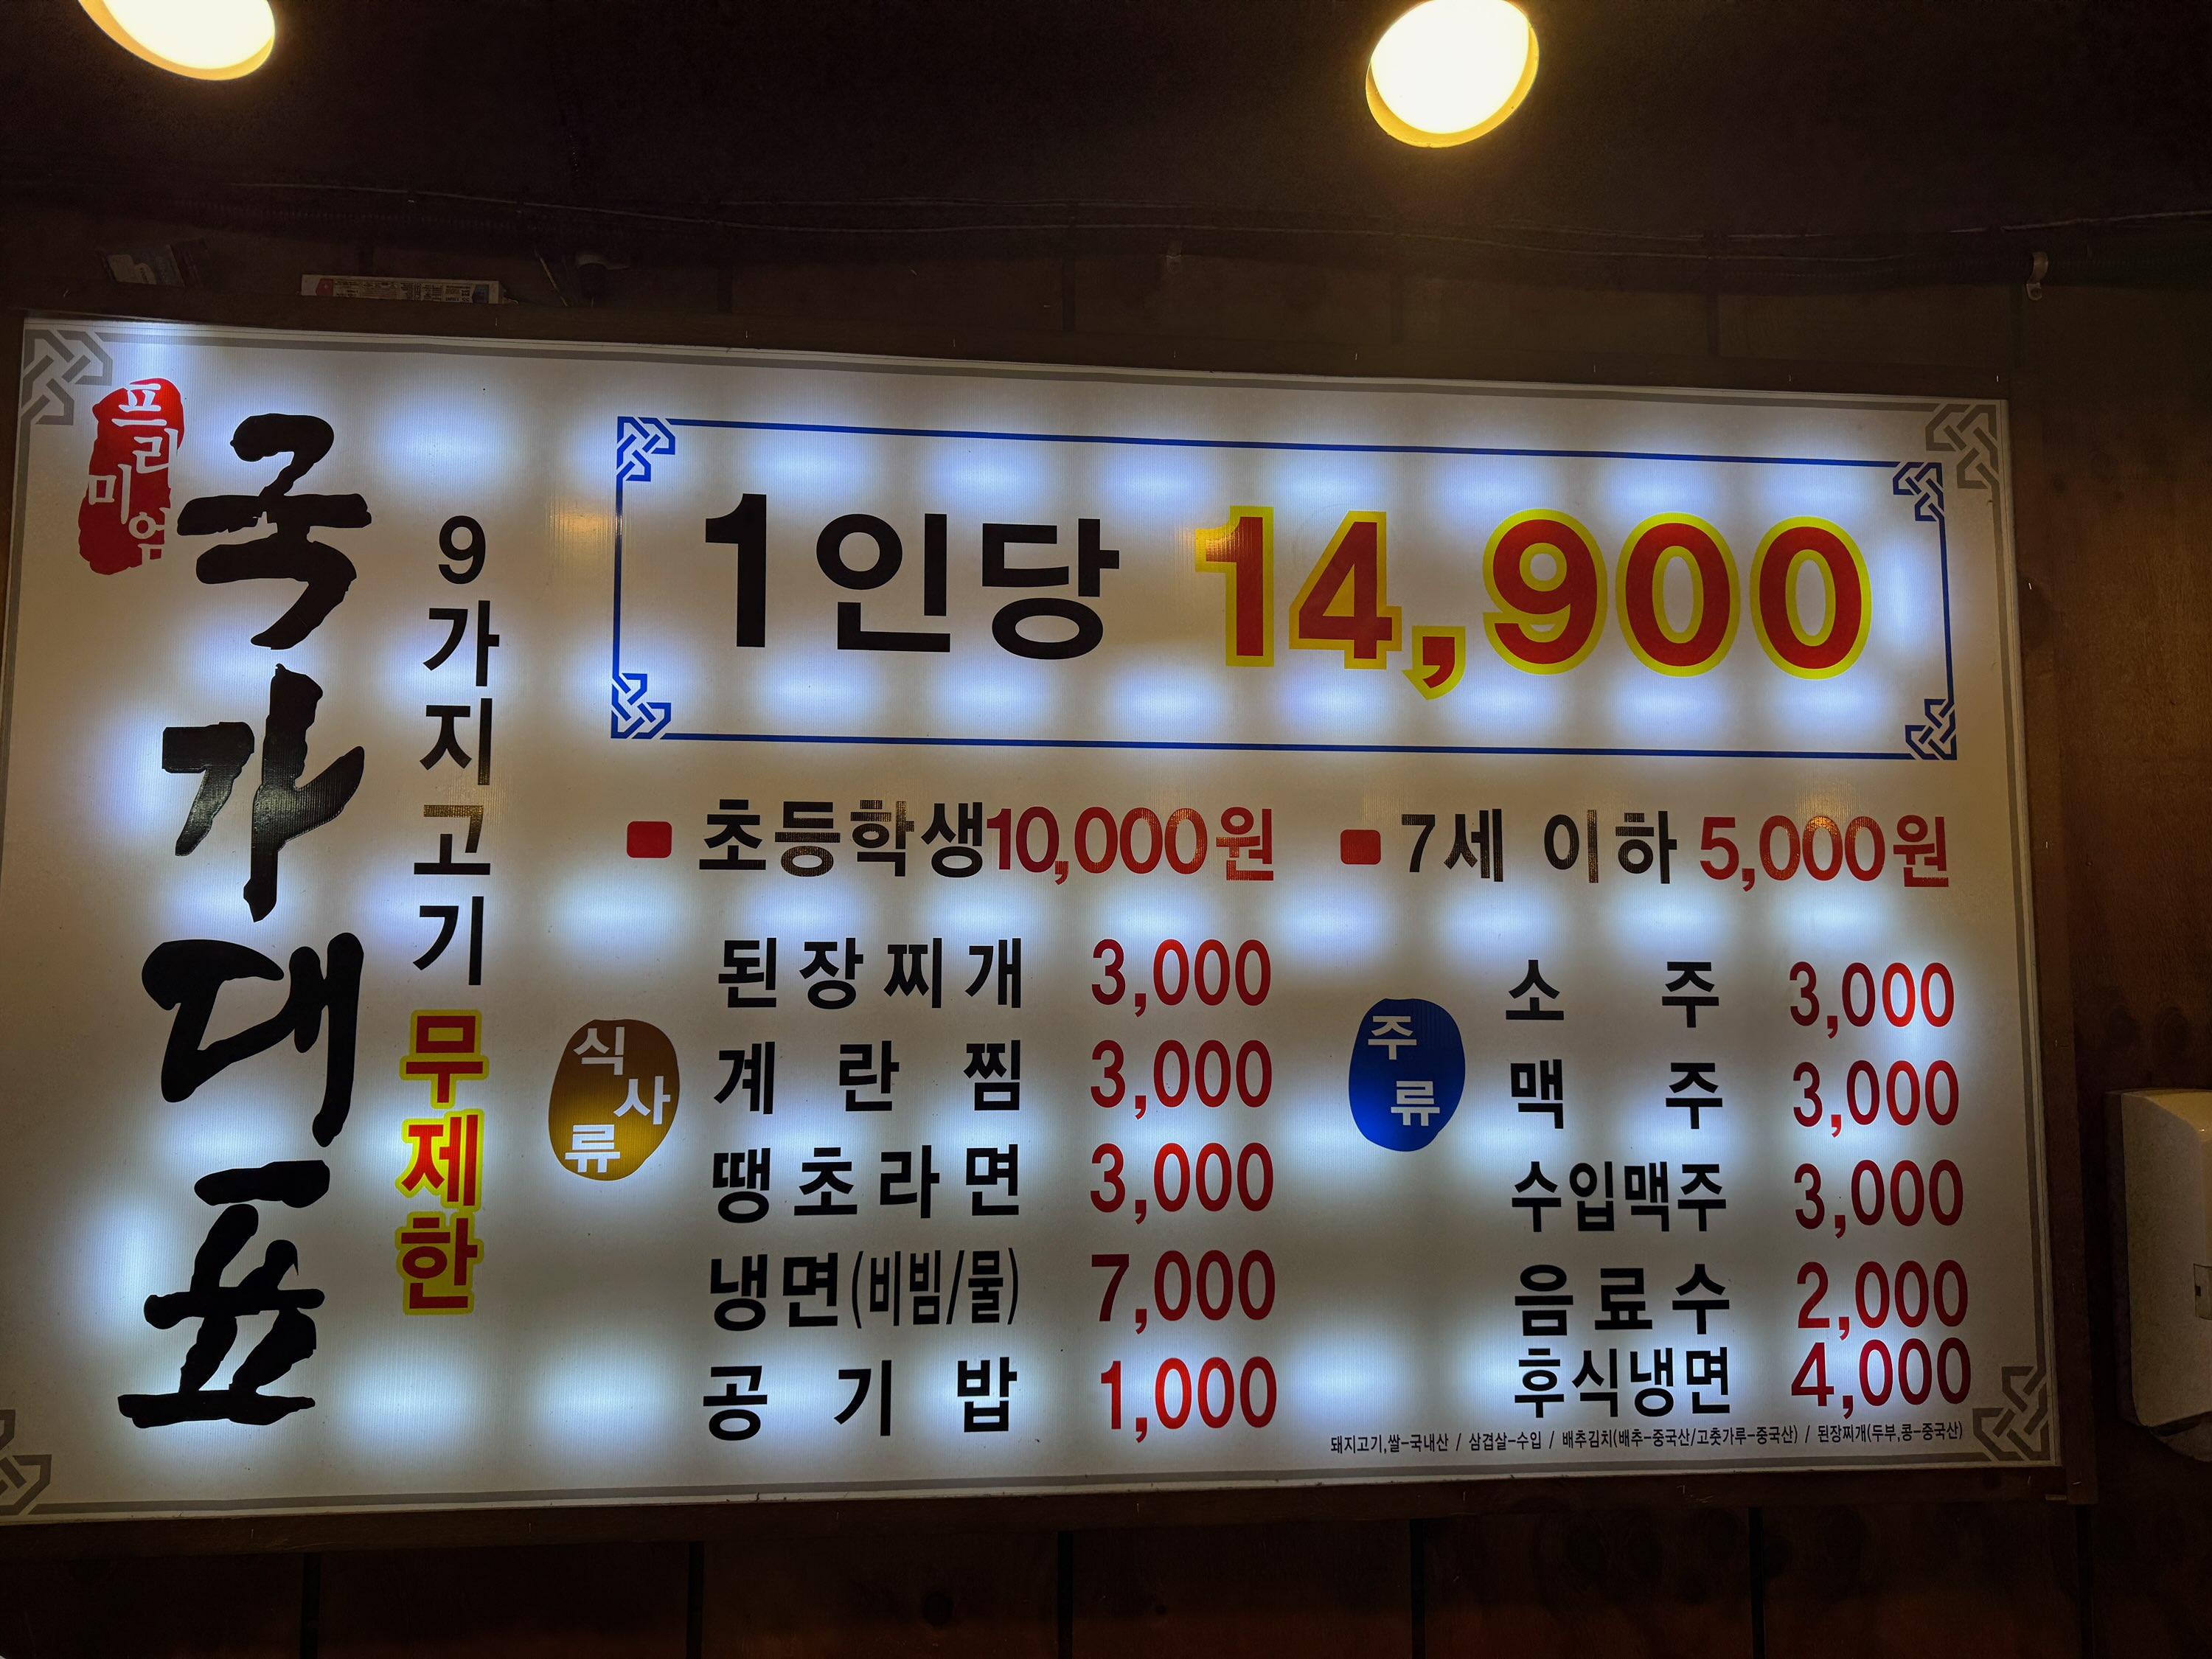 프리미엄
국가대표
9가지고기 무제한
1인당 14,900
초등학생 10,000원
7세 이하 5,000원
식사류
된장찌개 3,000
계란찜 3,000
땡초라면 3,000
냉면(비빔/물) 7,000
공기밥 1,000
주류
소주 3,000
맥주 3,000
수입맥주 3,000
음료수 2,000
후식냉면 4,000
돼지고기,쌀-국내산 / 삼겹살-수입 / 배추김치(배추-중국산/고춧가루-중국산) / 된장찌개(두부,콩-중국산)